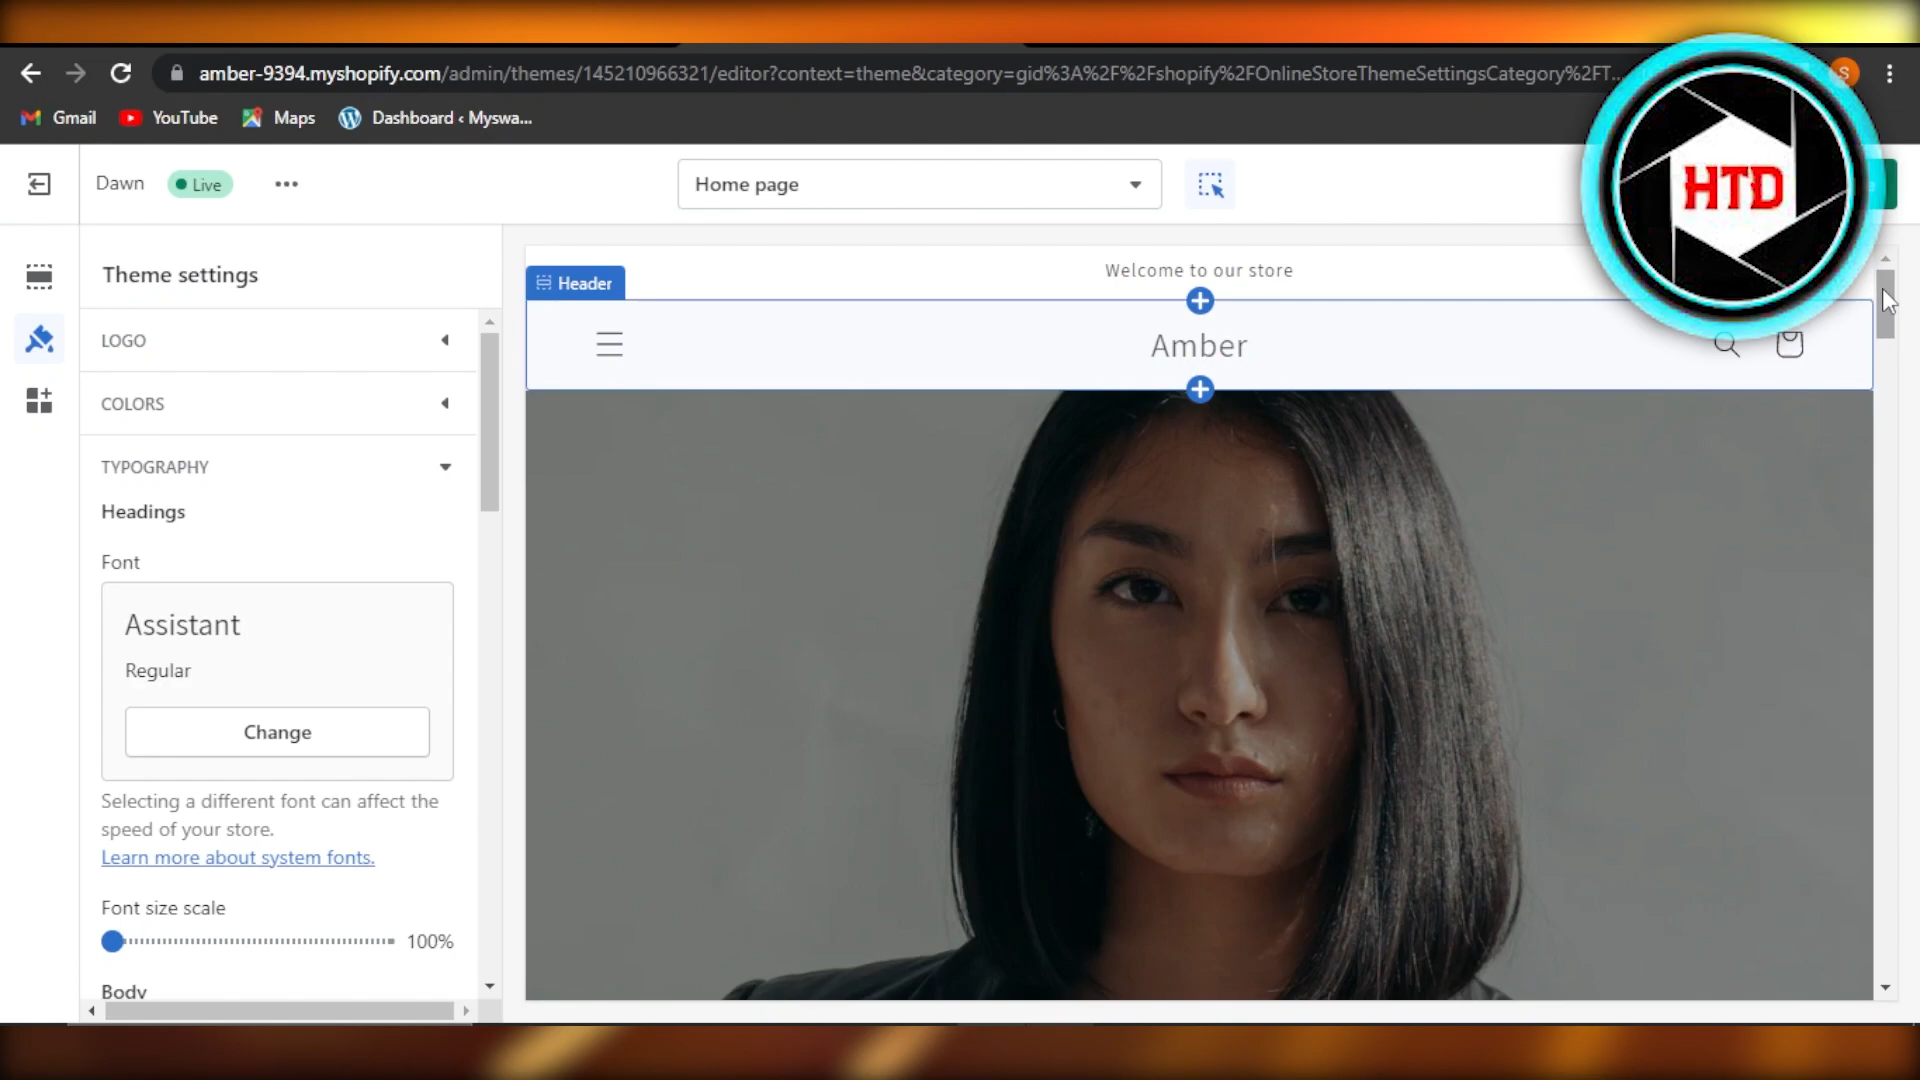 amber-9394.myshopify.com/admin/themes/145210966321/editor?context=theme&category=gid%3A%2F%2Fshopify%2FOnlineStoreThemeSettingsCategory%2FT...
S
Gmail
YouTube
Maps
Dashboard ‹ Myswa...
HTD
Dawn
Live
Home page
Theme settings
Welcome to our store
Header
LOGO
Amber
COLORS
TYPOGRAPHY
Headings
Font
Assistant
Regular
Change
Selecting a different font can affect the
speed of your store.
Learn more about system fonts.
Font size scale
100%
Body